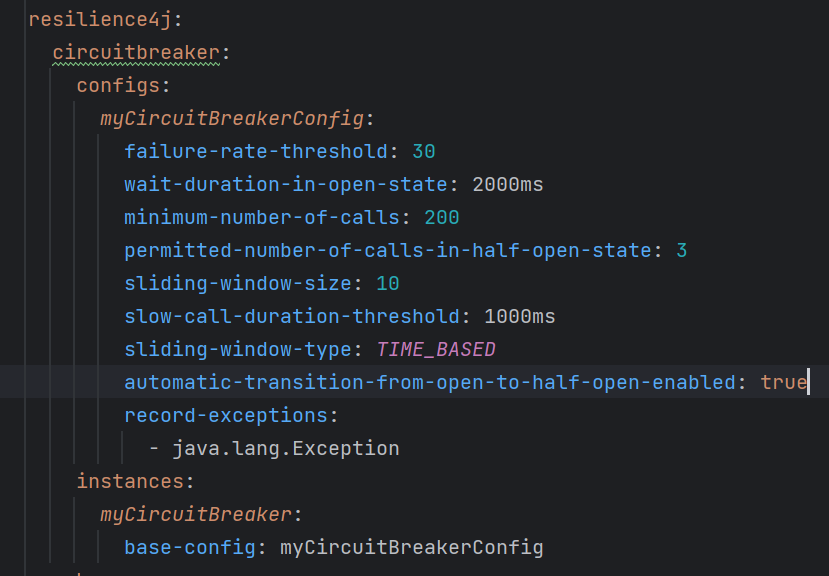 resilience4j:
circuitbreaker:
configs:
myCircuitBreakerConfig:
failure-rate-threshold: 30
wait-duration-in-open-state: 2000ms
minimum-number-of-calls: 200
permitted-number-of-calls-in-half-open-state: 3
sliding-window-size: 10
slow-call-duration-threshold: 1000ms
sliding-window-type: TIME_BASED
automatic-transition-from-open-to-half-open-enabled: true
record-exceptions:
- java.lang.Exception
instances:
myCircuitBreaker:
base-config: myCircuitBreakerConfig